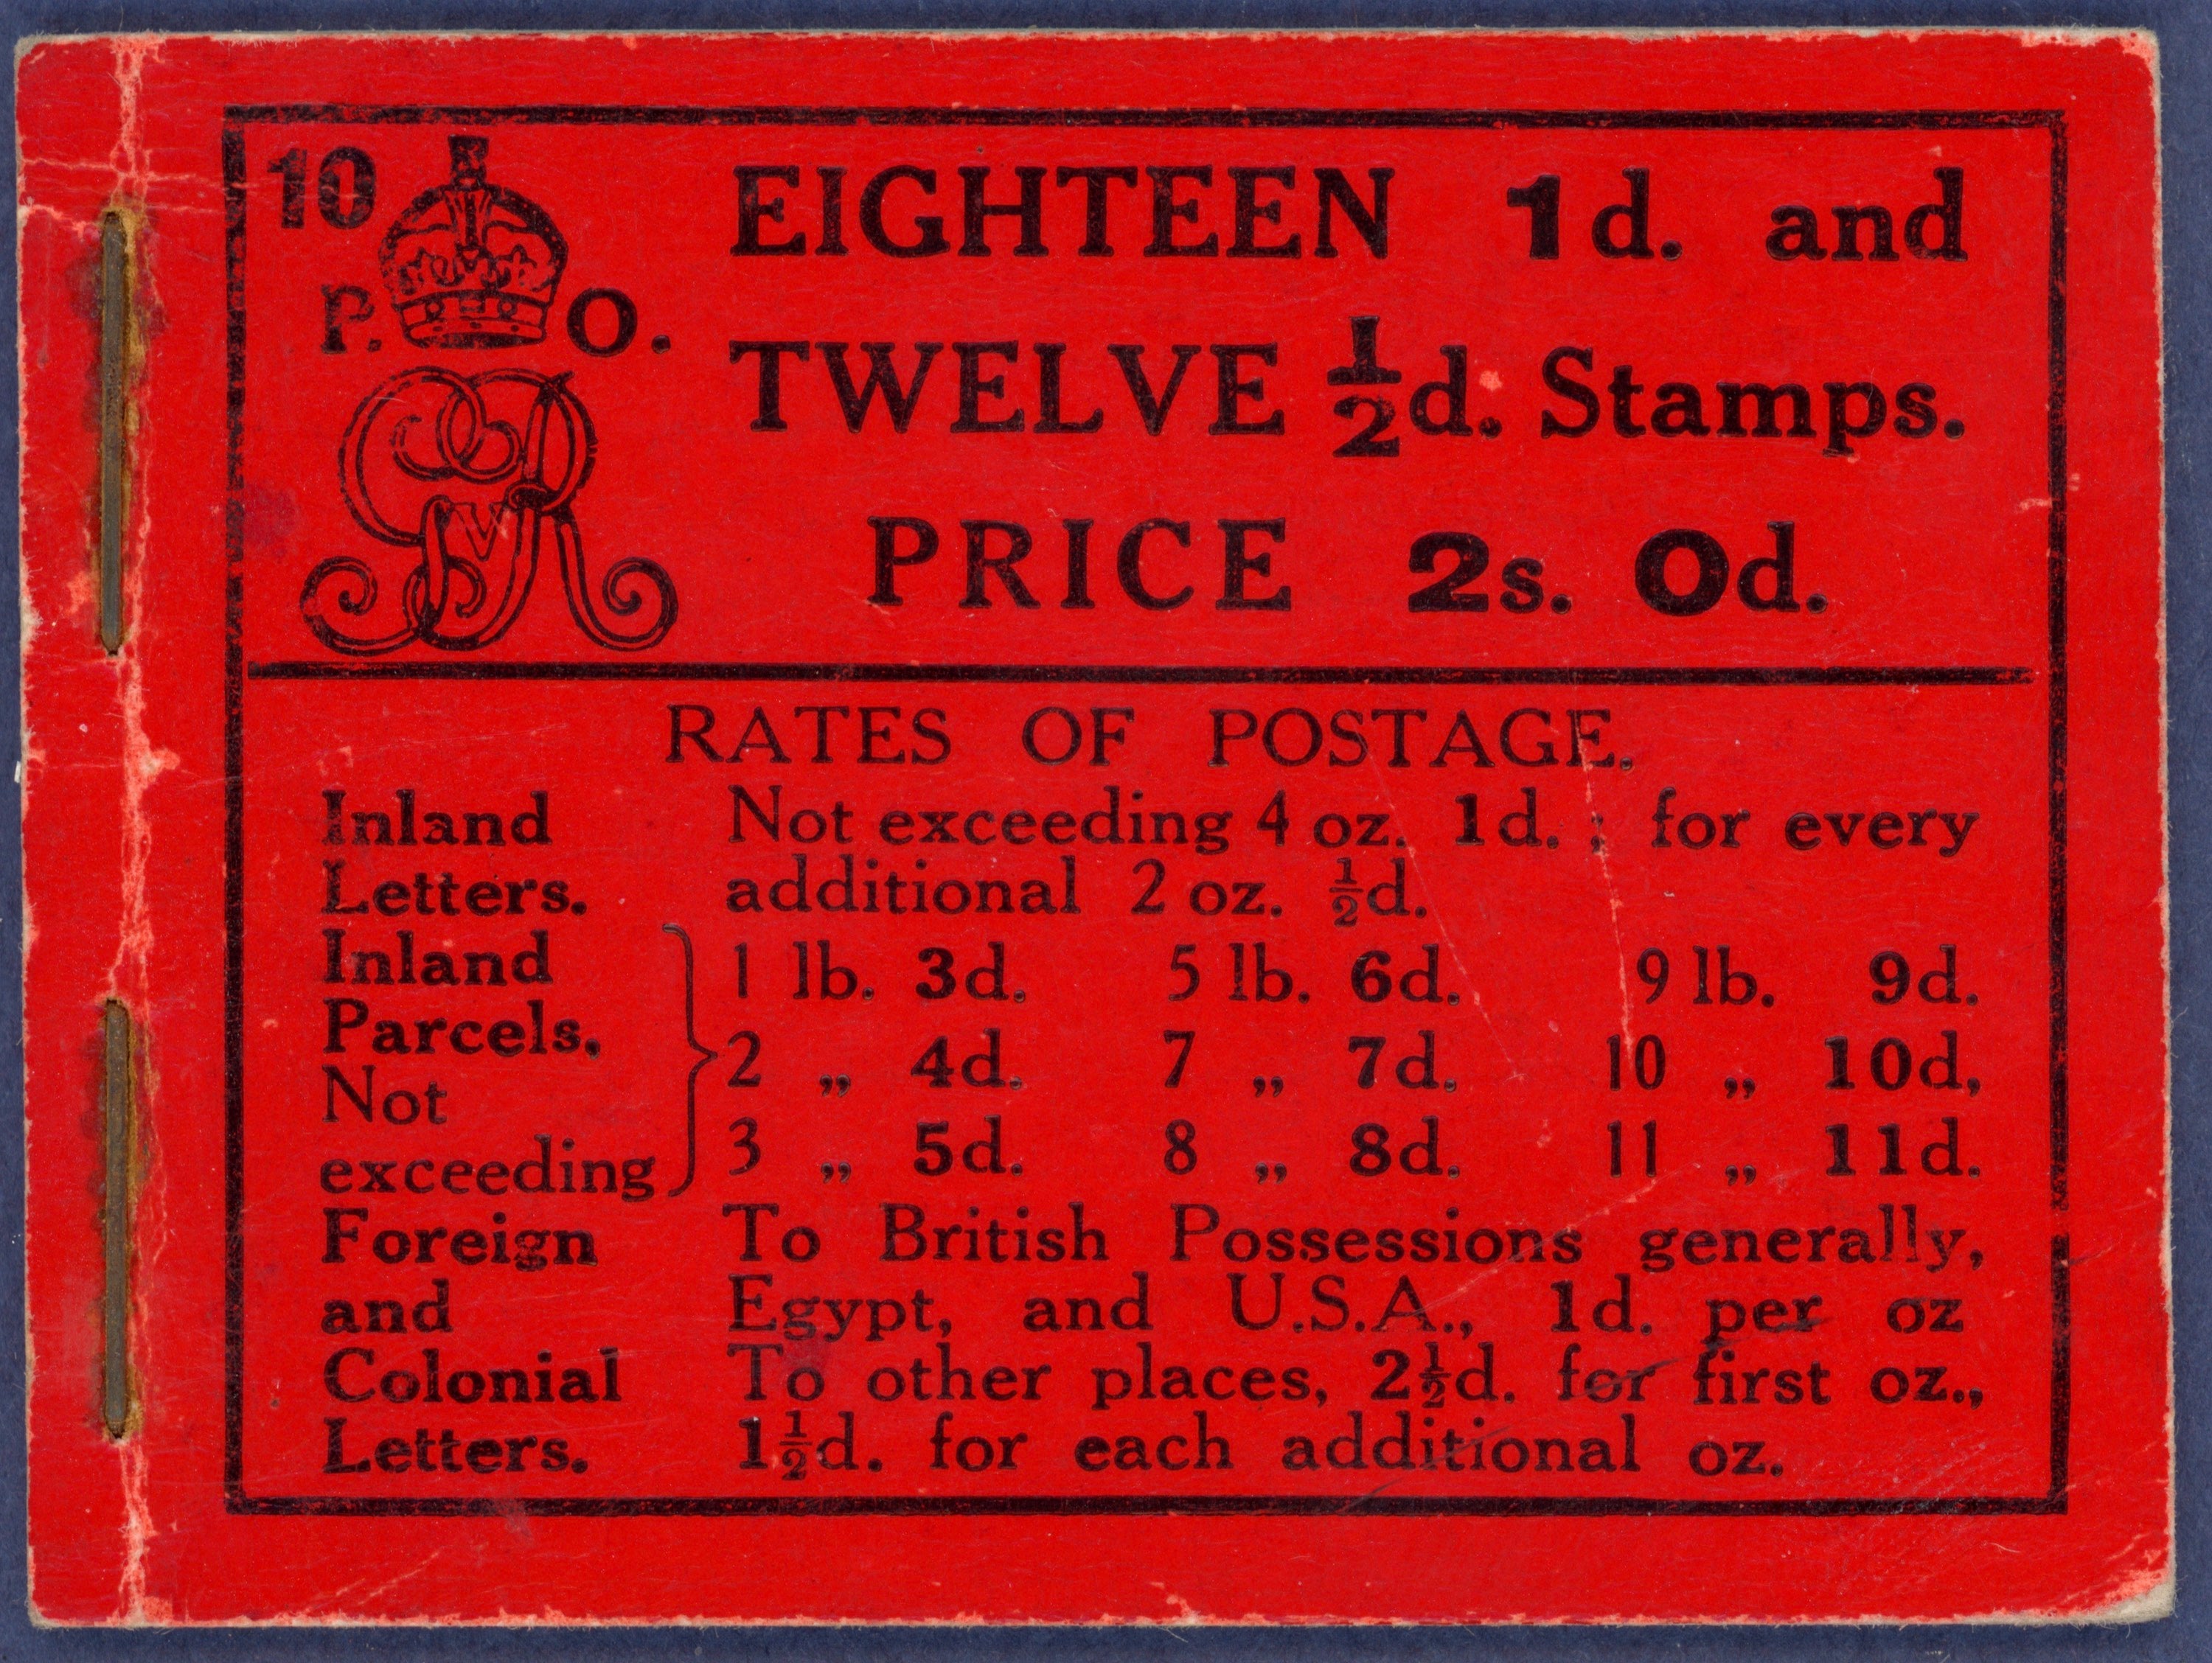 10
P. O.
GVR
EIGHTEEN 1d. and
TWELVE ½d. Stamps.
PRICE 2s. 0d.
RATES OF POSTAGE.
Inland Not exceeding 4 oz. 1d. ; for every
Letters. additional 2 oz. ½d.
Inland 1 lb. 3d. 5 lb. 6d. 9 lb. 9d.
Parcels. 2 „ 4d. 7 „ 7d. 10 „ 10d,
Not
exceeding 3 „ 5d. 8 „ 8d. 11 „ 11d.
Foreign To British Possessions generally,
and Egypt, and U.S.A., 1d. per oz
Colonial To other places, 2½d. for first oz.,
Letters. 1½d. for each additional oz.